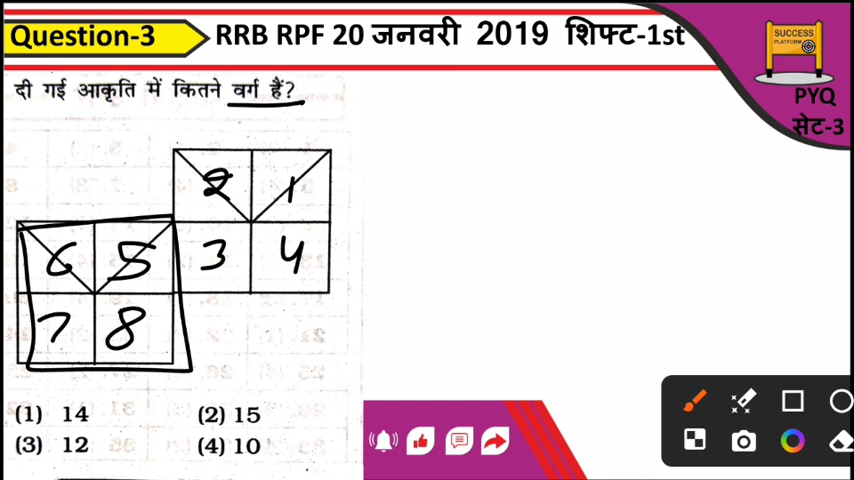 Question-3
RRB RPF 20 जनवरी 2019 शिफ्ट-1st
SUCCESS
PLATFORM
PYQ
सेट-3
दी गई आकृति में कितने वर्ग हैं?
2 1
3 4
6 5
7 8
(1) 14 (2) 15
(3) 12 (4) 10